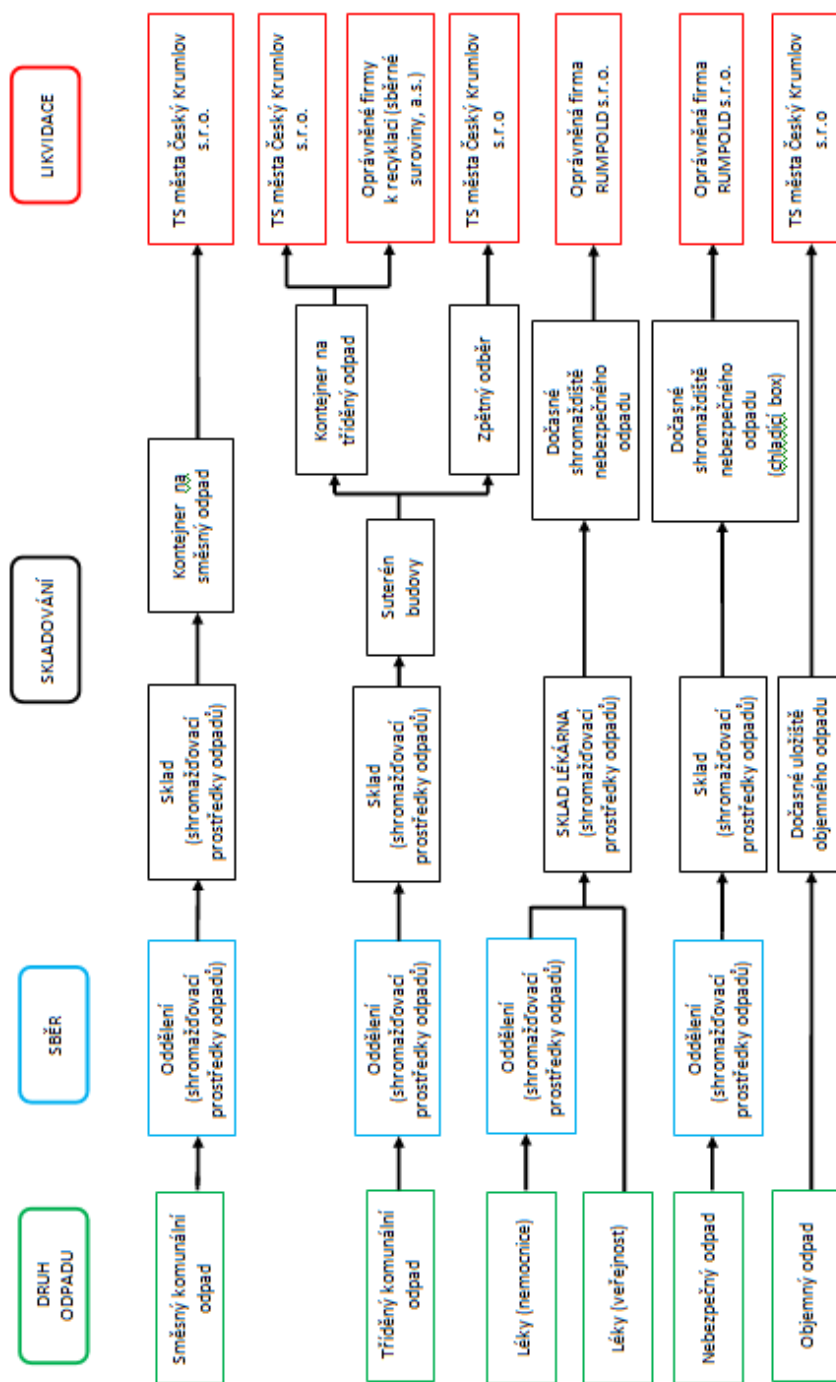 DRUH
ODPADU
SBĚR
SKLADOVÁNÍ
LIKVIDACE
Směsný komunální
odpad
Oddělení
(shromažďovací
prostředky odpadů)
Sklad
(shromažďovací
prostředky odpadů)
Kontejner na
směsný odpad
TS města Český Krumlov
s.r.o.
Tříděný komunální
odpad
Oddělení
(shromažďovací
prostředky odpadů)
Sklad
(shromažďovací
prostředky odpadů)
Suterén
budovy
Kontejner na
tříděný odpad
TS města Český Krumlov
s.r.o.
Oprávněné firmy
k recyklaci (sběrné
suroviny, a.s.)
Zpětný odběr
TS města Český Krumlov
s.r.o
Léky (nemocnice)
Oddělení
(shromažďovací
prostředky odpadů)
Léky (veřejnost)
SKLAD LÉKÁRNA
(shromažďovací
prostředky odpadů)
Dočasné
shromaždiště
nebezpečného
odpadu
Oprávněná firma
RUMPOLD s.r.o.
Nebezpečný odpad
Oddělení
(shromažďovací
prostředky odpadů)
Sklad
(shromažďovací
prostředky odpadů)
Dočasné
shromaždiště
nebezpečného
odpadu
(chladící box)
Oprávněná firma
RUMPOLD s.r.o.
Objemný odpad
Dočasné uložiště
objemného odpadu
TS města Český Krumlov
s.r.o